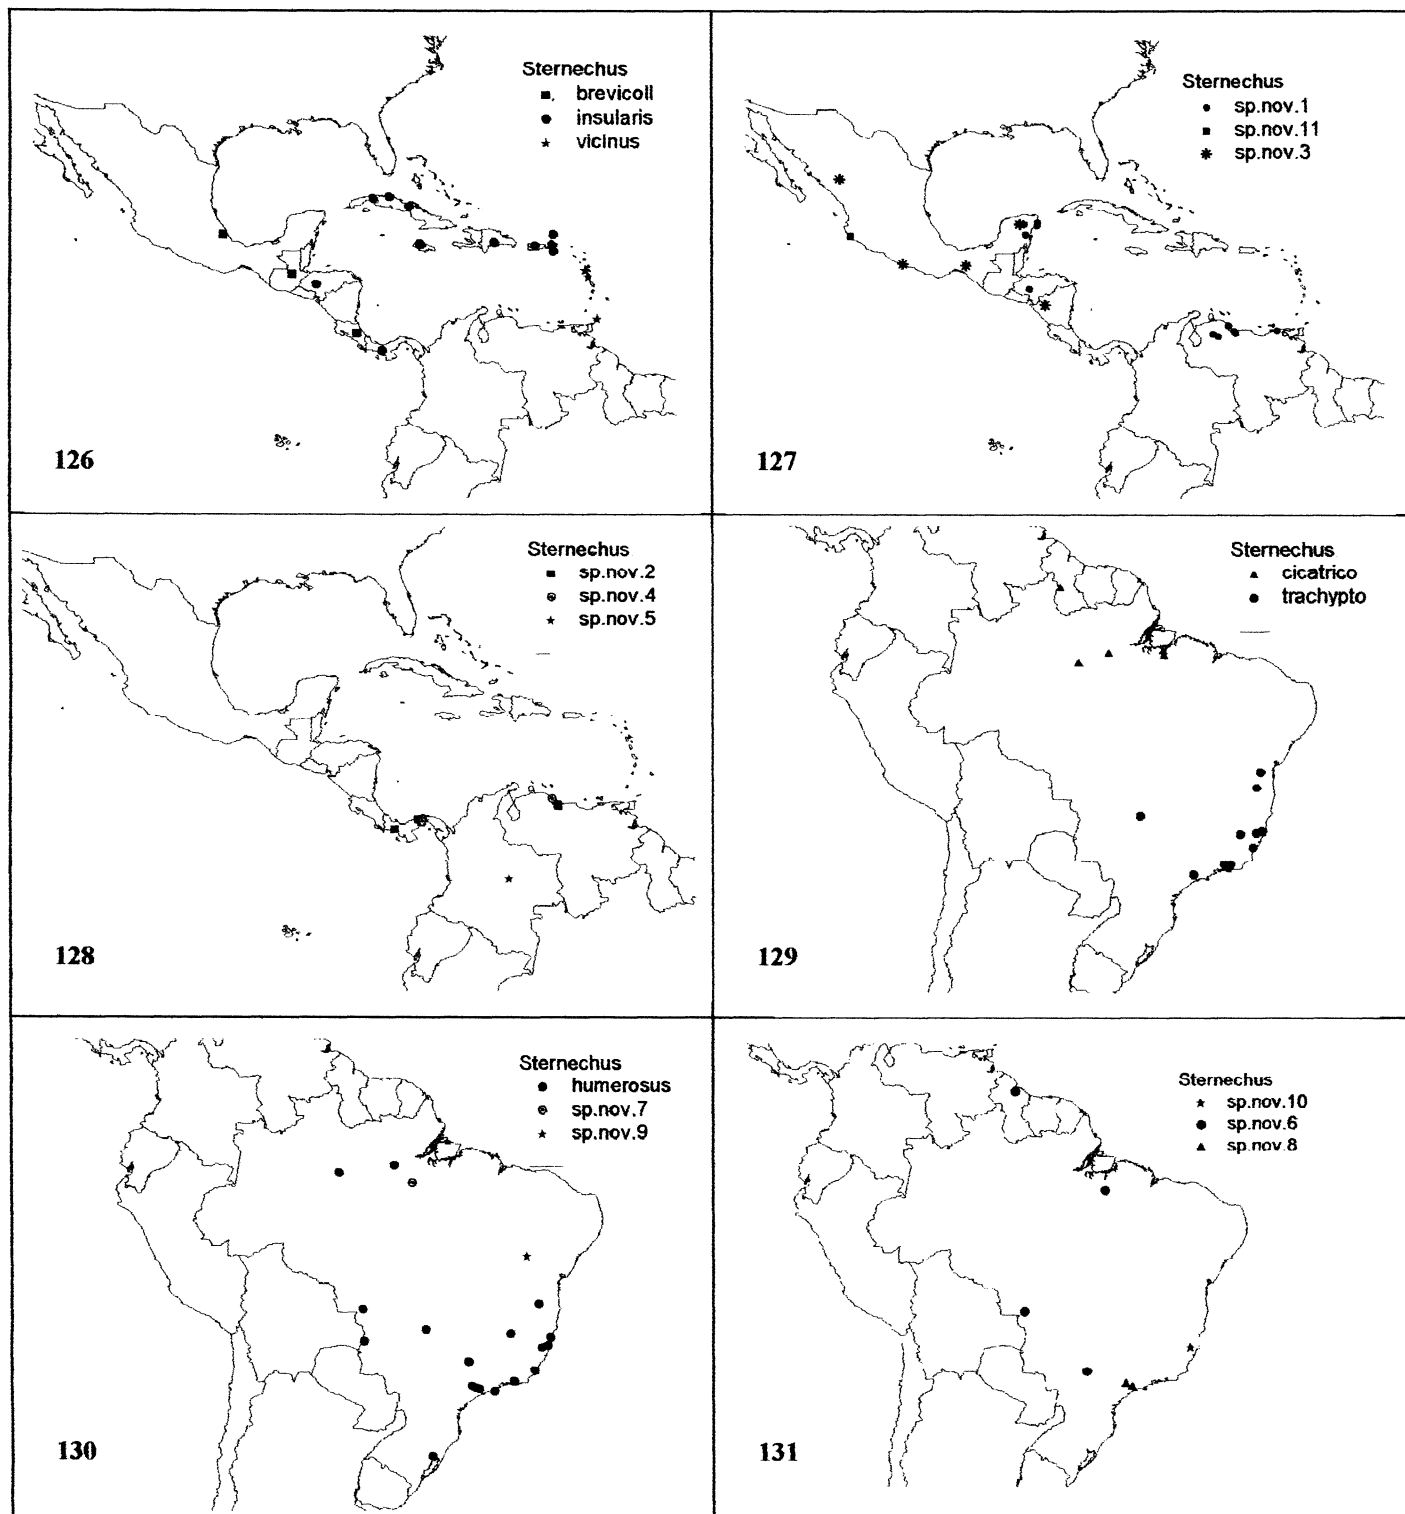 Sternechus
brevicoll
insularis
vicinus
126
Sternechus
sp.nov.1
sp.nov.11
sp.nov.3
127
Sternechus
sp.nov.2
sp.nov.4
sp.nov.5
128
Sternechus
cicatrico
trachypto
129
Sternechus
humerosus
sp.nov.7
sp.nov.9
130
Sternechus
sp.nov.10
sp.nov.6
sp.nov.8
131